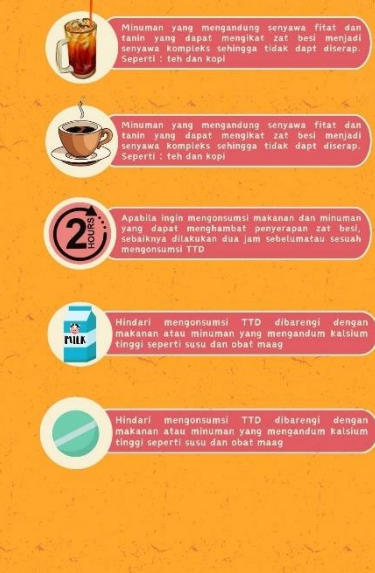 Minuman yang mengandung senyawa fitat dan
tanin yang dapat mengikat zat besi menjadi
senyawa kompleks sehingga tidak dapt diserap.
Seperti : teh dan kopi
Minuman yang mengandung senyawa fitat dan
tanin yang dapat mengikat zat besi menjadi
senyawa kompleks sehingga tidak dapt diserap.
Seperti : teh dan kopi
2 HOURS
Apabila ingin mengonsumsi makanan dan minuman
yang dapat menghambat penyerapan zat besi,
sebaiknya dilakukan dua jam sebelumatau sesuah
mengonsumsi TTD
MILK
Hindari mengonsumsi TTD dibarengi dengan
makanan atau minuman yang mengandum kalsium
tinggi seperti susu dan obat maag
Hindari mengonsumsi TTD dibarengi dengan
makanan atau minuman yang mengandum kalsium
tinggi seperti susu dan obat maag